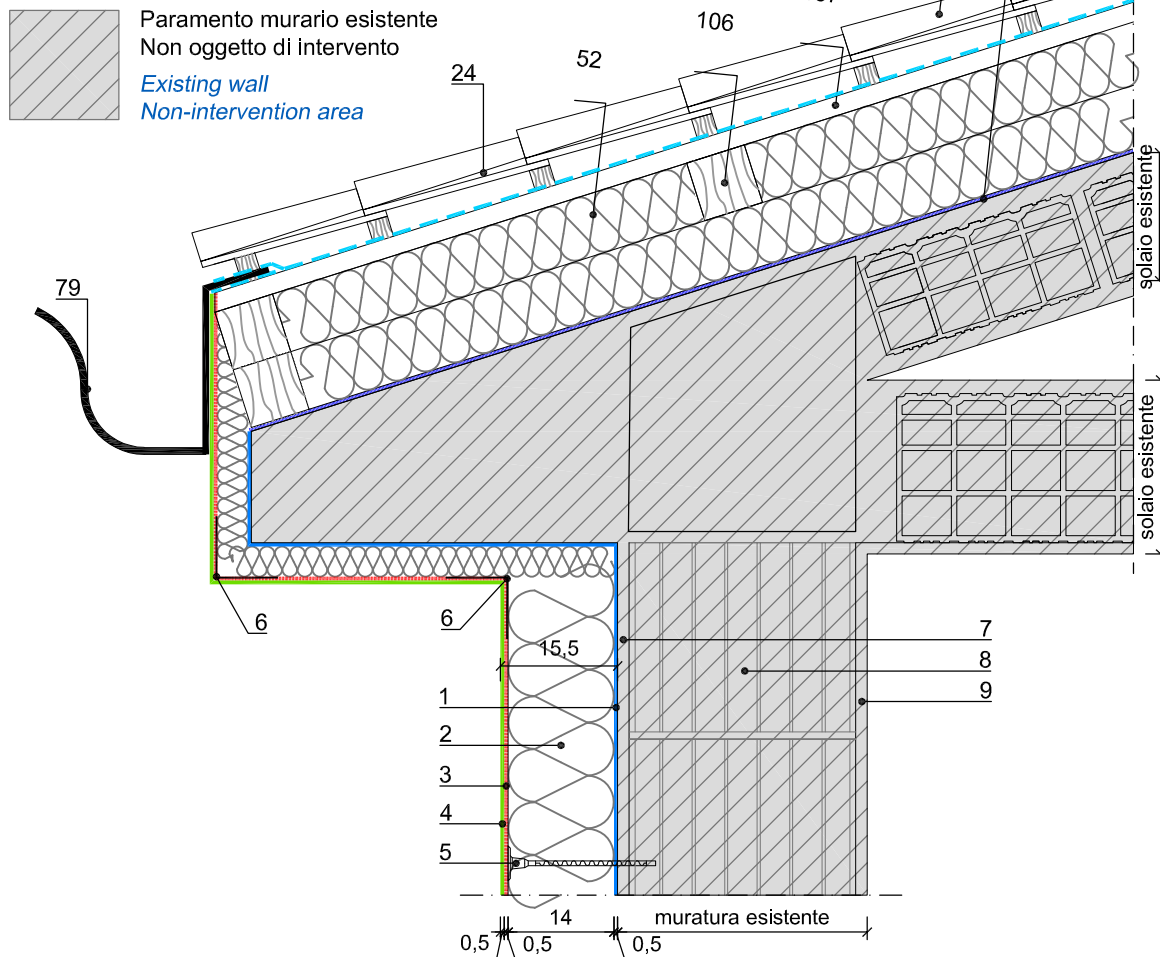 Paramento murario esistente
Non oggetto di intervento
Existing wall
Non-intervention area
106
52
24
79
solaio esistente
solaio esistente
6
6
7
15,5
8
9
1
2
3
4
5
14
muratura esistente
0,5
0,5
0,5